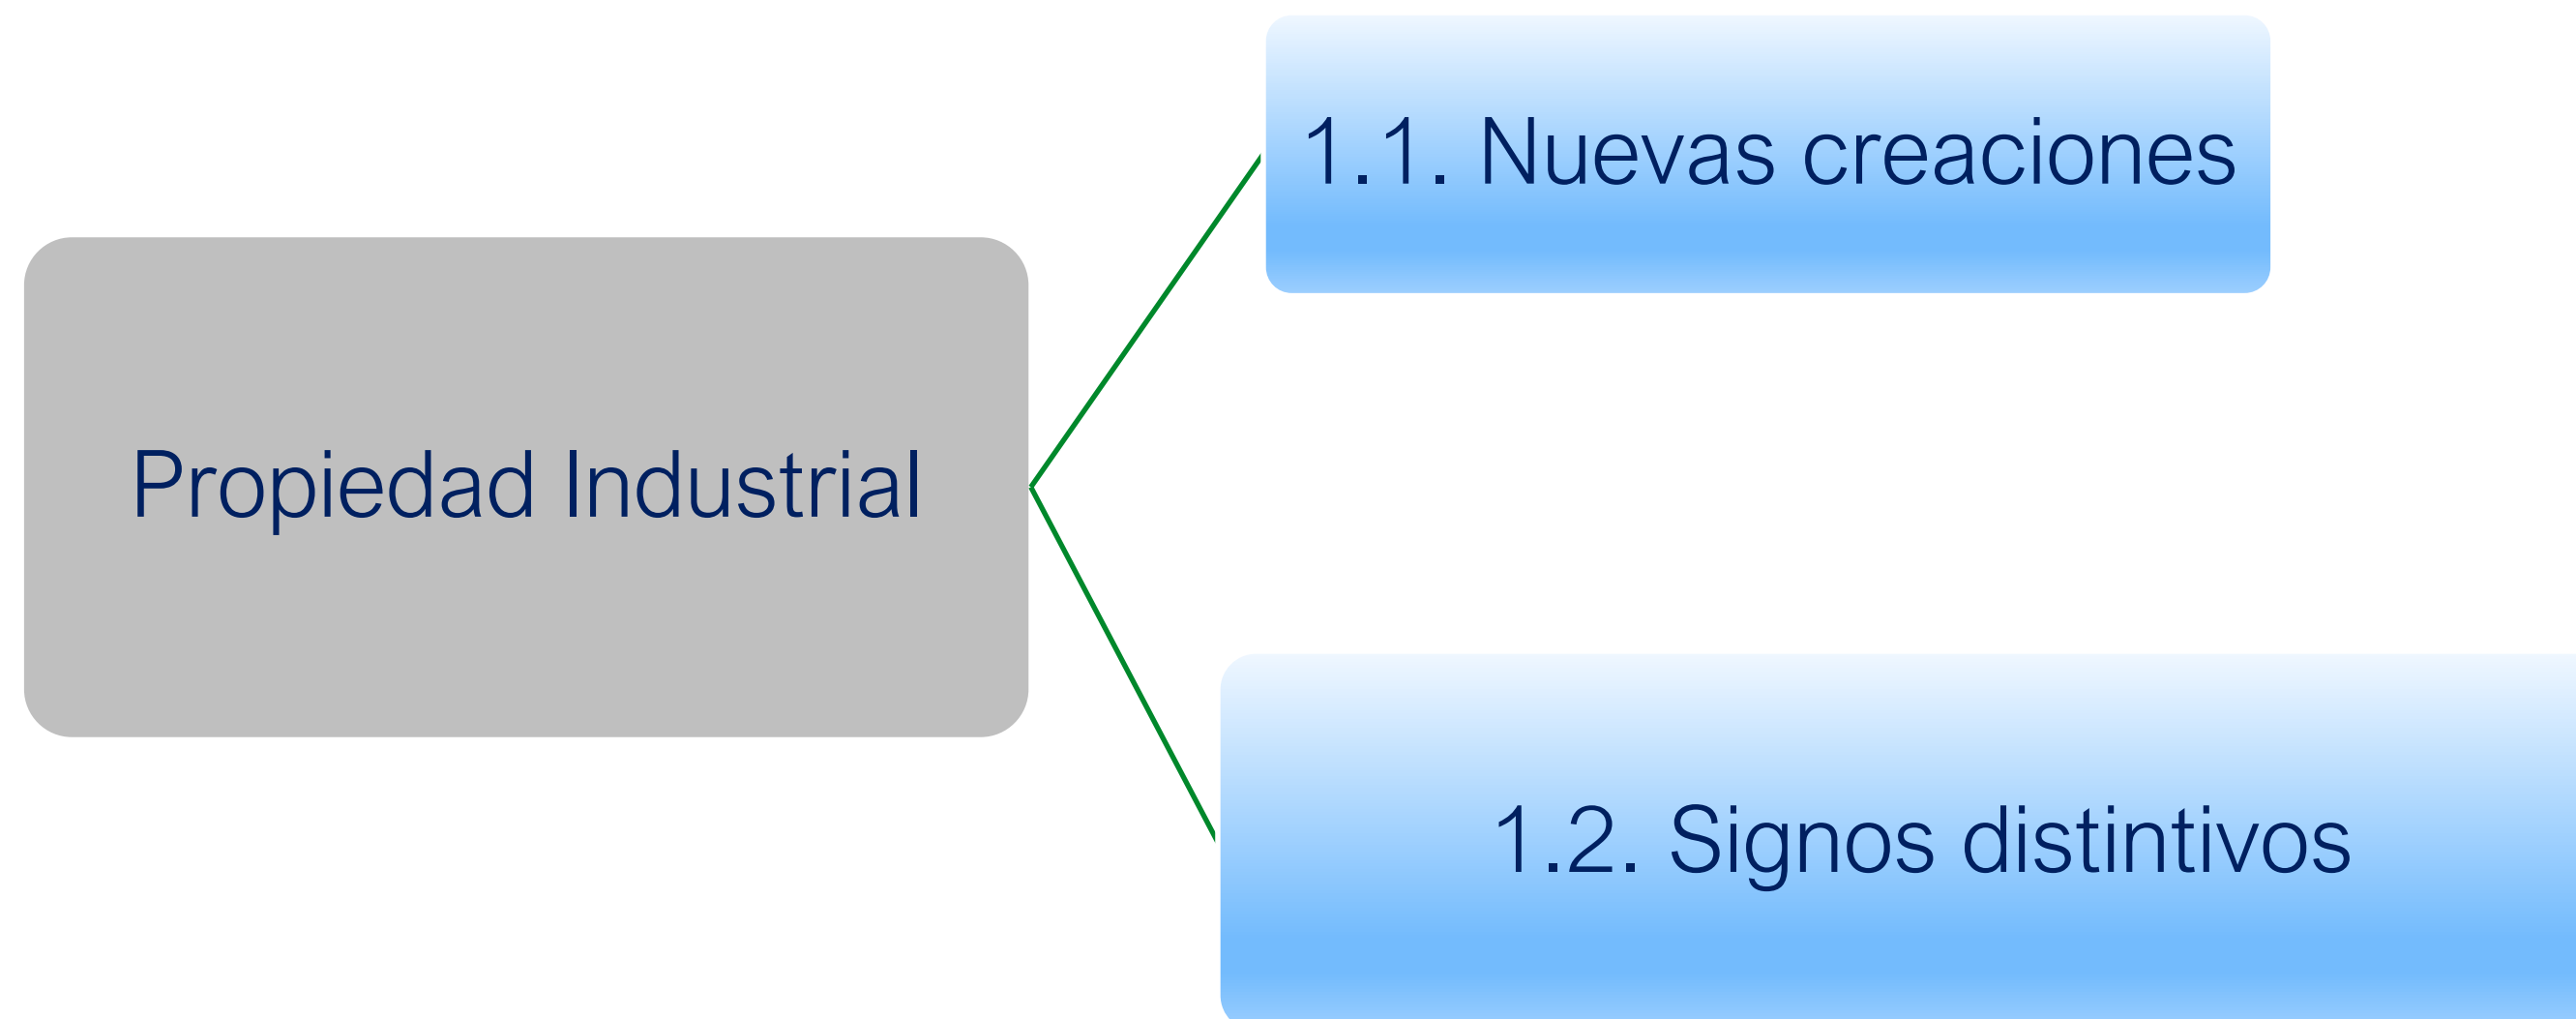 1.1. Nuevas creaciones
Propiedad Industrial
1.2. Signos distintivos